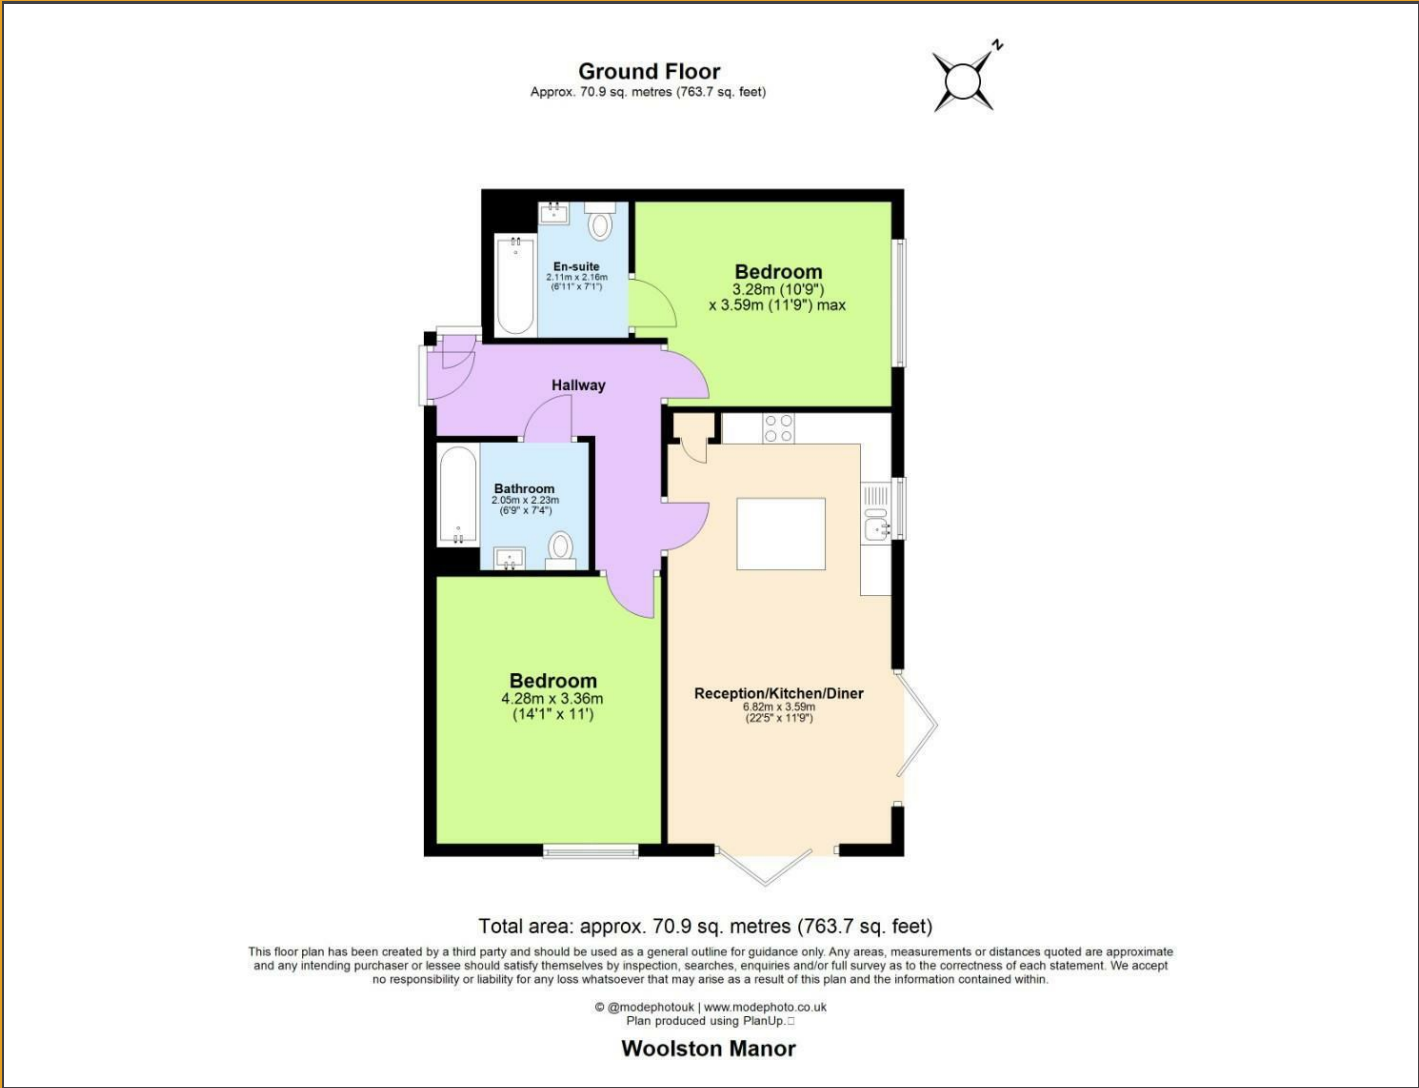 Ground Floor
Approx. 70.9 sq. metres (763.7 sq. feet)
N
En-suite
2.11m x 2.16m
(6'11" x 7'1")
Bedroom
3.28m (10'9")
x 3.59m (11'9") max
Hallway
Bathroom
2.05m x 2.23m
(6'9" x 7'4")
Bedroom
4.28m x 3.36m
(14'1" x 11')
Reception/Kitchen/Diner
6.82m x 3.59m
(22'5" x 11'9")
Total area: approx. 70.9 sq. metres (763.7 sq. feet)
This floor plan has been created by a third party and should be used as a general outline for guidance only. Any areas, measurements or distances quoted are approximate
and any intending purchaser or lessee should satisfy themselves by inspection, searches, enquiries and/or full survey as to the correctness of each statement. We accept
no responsibility or liability for any loss whatsoever that may arise as a result of this plan and the information contained within.
© @modephotouk | www.modephoto.co.uk
Plan produced using PlanUp.
Woolston Manor